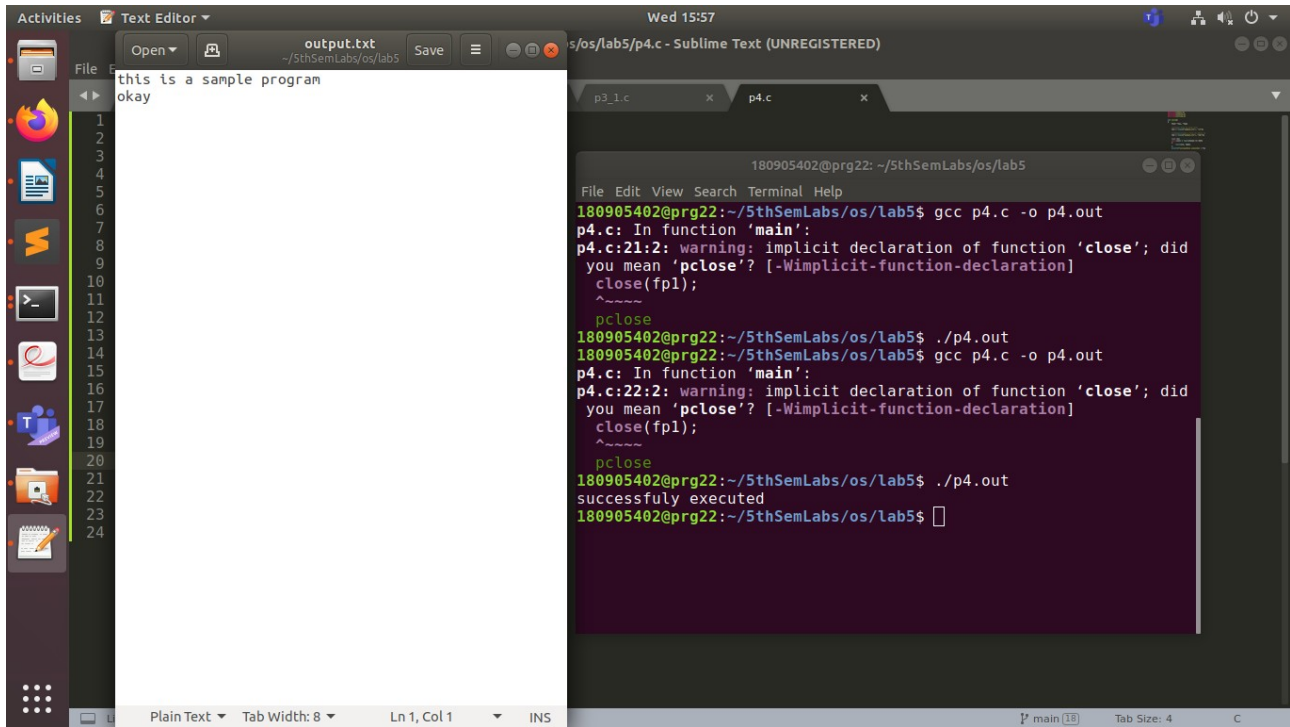 Activities Text Editor Wed 15:57
Open output.txt Save
~/5thSemLabs/os/lab5
this is a sample program
okay
Plain Text Tab Width: 8 Ln 1, Col 1 INS
s/os/lab5/p4.c - Sublime Text (UNREGISTERED)
File E
p3_1.c × p4.c ×
1
2
3
4
5
6
7
8
9
10
11
12
13
14
15
16
17
18
19
20
21
22
23
24
180905402@prg22: ~/5thSemLabs/os/lab5
File Edit View Search Terminal Help
180905402@prg22:~/5thSemLabs/os/lab5$ gcc p4.c -o p4.out
p4.c: In function ‘main’:
p4.c:21:2: warning: implicit declaration of function ‘close’; did
you mean ‘pclose’? [-Wimplicit-function-declaration]
close(fp1);
^~~~~
pclose
180905402@prg22:~/5thSemLabs/os/lab5$ ./p4.out
180905402@prg22:~/5thSemLabs/os/lab5$ gcc p4.c -o p4.out
p4.c: In function ‘main’:
p4.c:22:2: warning: implicit declaration of function ‘close’; did
you mean ‘pclose’? [-Wimplicit-function-declaration]
close(fp1);
^~~~~
pclose
180905402@prg22:~/5thSemLabs/os/lab5$ ./p4.out
successfuly executed
180905402@prg22:~/5thSemLabs/os/lab5$
main 18 Tab Size: 4 C